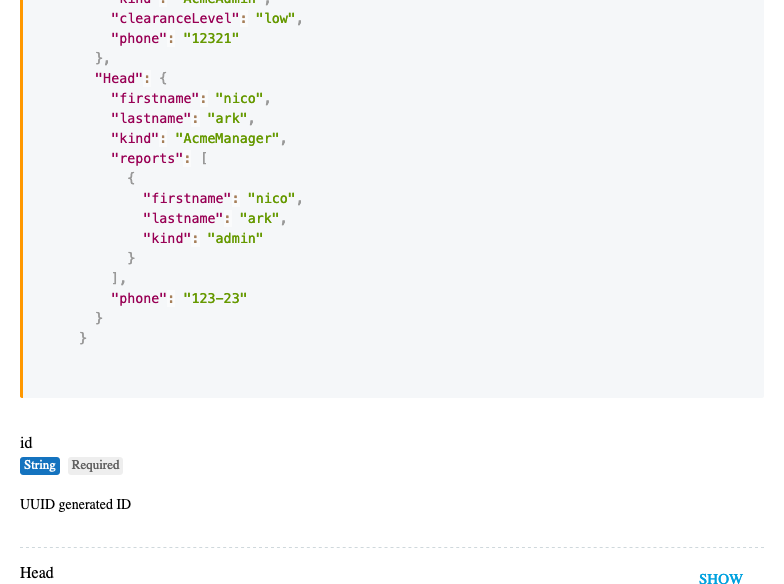 "kind": "AcmeAdmin",
"clearanceLevel": "low",
"phone": "12321"
},
"Head": {
"firstname": "nico",
"lastname": "ark",
"kind": "AcmeManager",
"reports": [
{
"firstname": "nico",
"lastname": "ark",
"kind": "admin"
}
],
"phone": "123-23"
}
}
id
String Required
UUID generated ID
Head
SHOW